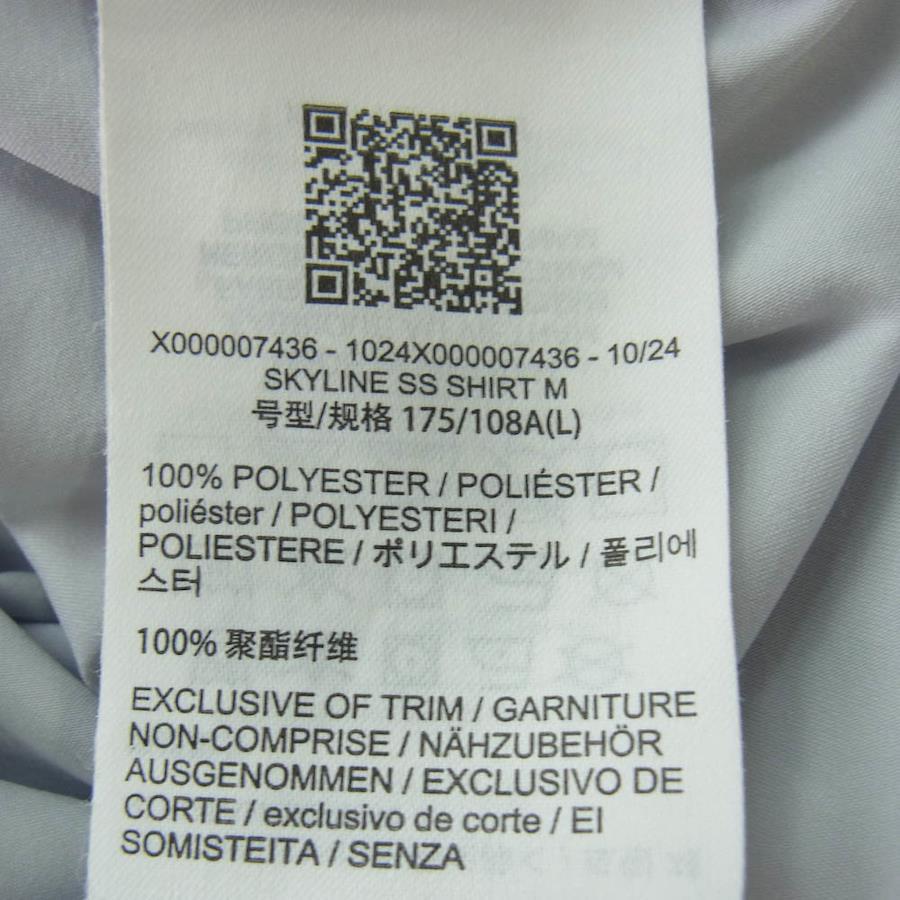 X000007436 - 1024X000007436 - 10/24
SKYLINE SS SHIRT M
号型/规格 175/108A(L)
100% POLYESTER / POLIÉSTER /
poliéster / POLYESTERI /
POLIESTERE / ポリエステル / 폴리에
스터
100% 聚酯纤维
EXCLUSIVE OF TRIM / GARNITURE
NON-COMPRISE / NÄHZUBEHÖR
AUSGENOMMEN / EXCLUSIVO DE
CORTE / exclusivo de corte / EI
SOMISTEITA / SENZA